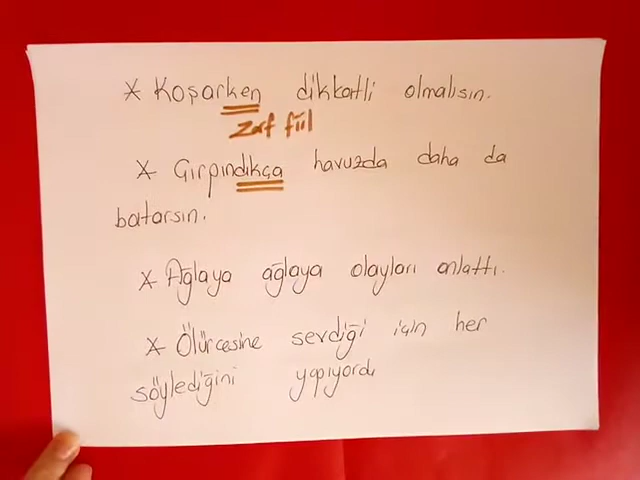 * Koşarken dikkatli olmalısın.
Zarf fiil
* Çırpındıkça havuzda daha da
batarsın.
* Ağlaya ağlaya olayları anlattı.
* Ölürcesine sevdiği için her
söylediğini yapıyordu